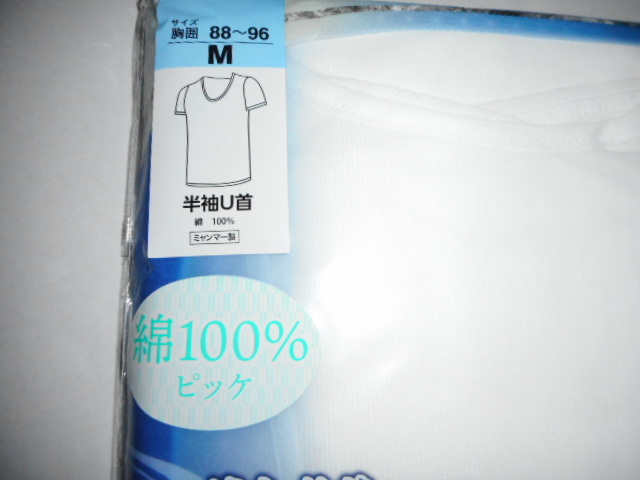 サイズ
胸囲 88～96
M
半袖U首
綿 100%
ミャンマー製
綿100%
ピッケ